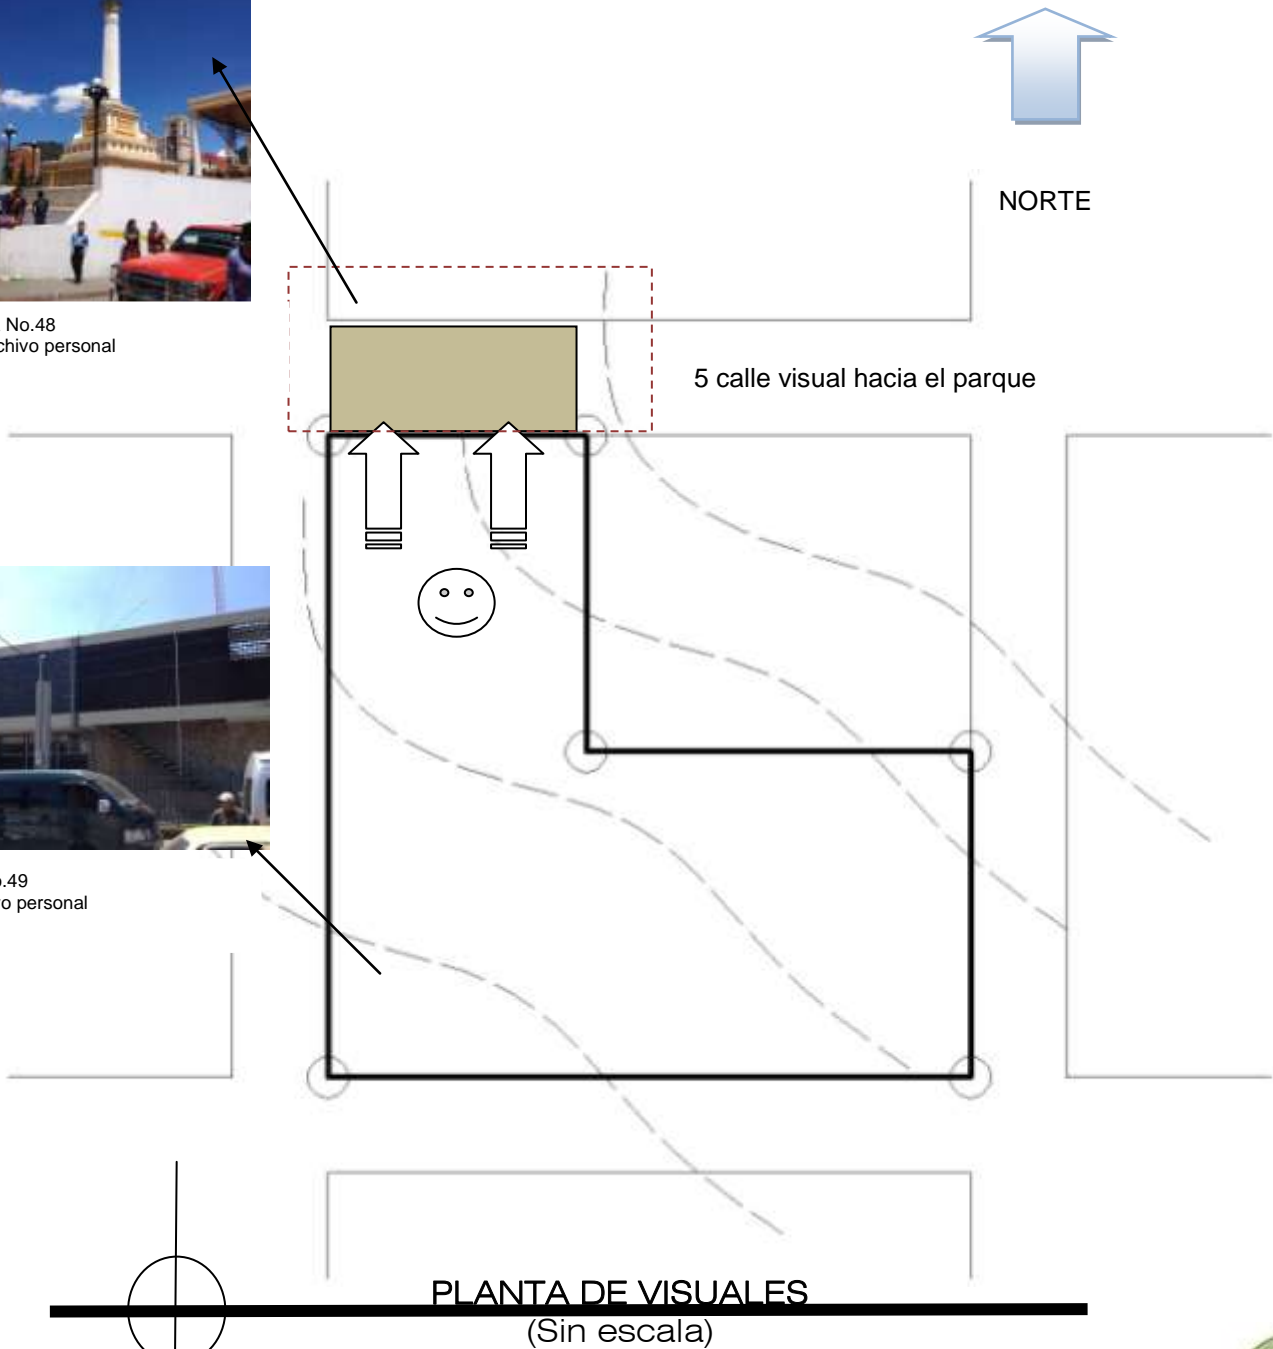 NORTE
No.48
chivo personal
5 calle visual hacia el parque
.49
o personal
PLANTA DE VISUALES
(Sin escala)